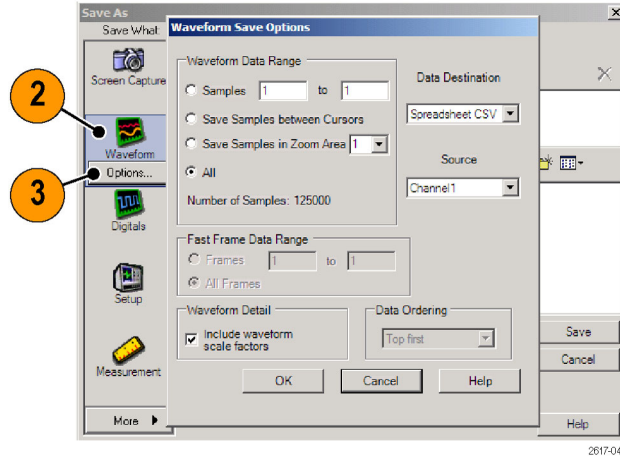 Save As
Save What:
Screen Capture
2
Waveform
Options...
3
Digitals
Setup
Measurement
More
Waveform Save Options
Waveform Data Range
Samples 1 to 1
Save Samples between Cursors
Save Samples in Zoom Area 1
All
Number of Samples: 125000
Data Destination
Spreadsheet CSV
Source
Channel1
Fast Frame Data Range
Frames 1 to 1
All Frames
Waveform Detail
Include waveform
scale factors
Data Ordering
Top first
OK
Cancel
Help
Save
Cancel
Help
2617-04